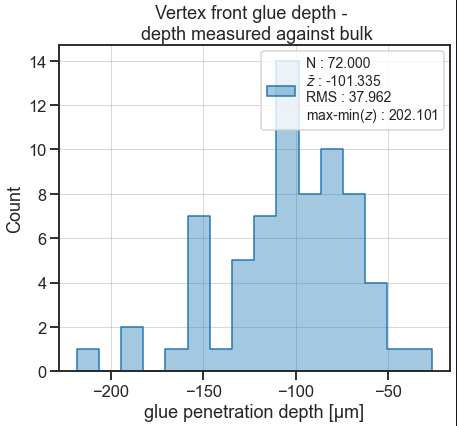 Vertex front glue depth -
depth measured against bulk
N : 72.000
z̄ : -101.335
RMS : 37.962
max-min(z) : 202.101
Count
14
12
10
8
6
4
2
0
−200
−150
−100
−50
glue penetration depth [μm]